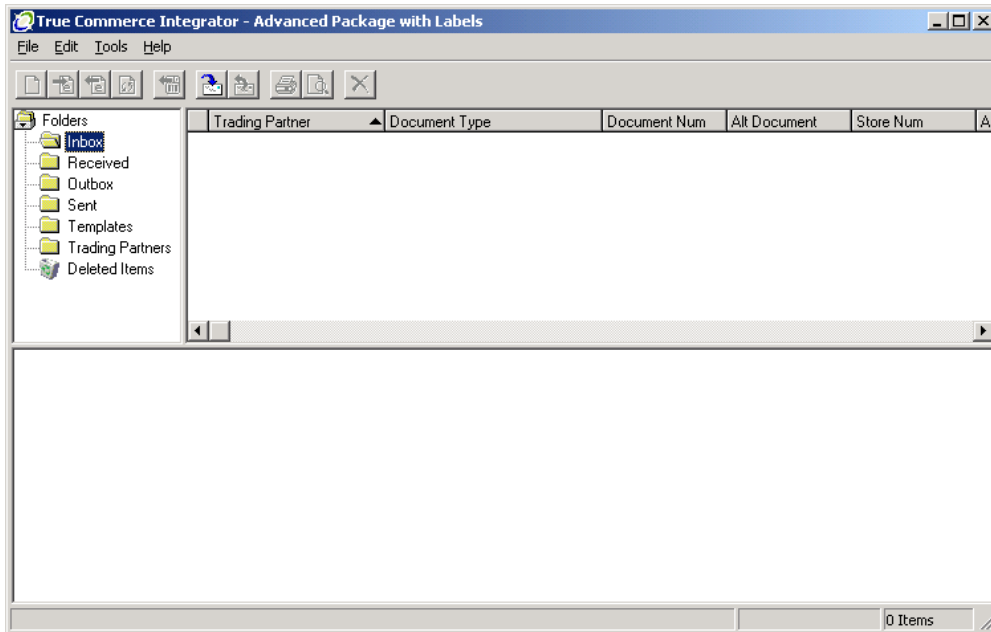 True Commerce Integrator - Advanced Package with Labels
File Edit Tools Help
Folders
Inbox
Received
Outbox
Sent
Templates
Trading Partners
Deleted Items
Trading Partner Document Type Document Num Alt Document Store Num A
0 Items